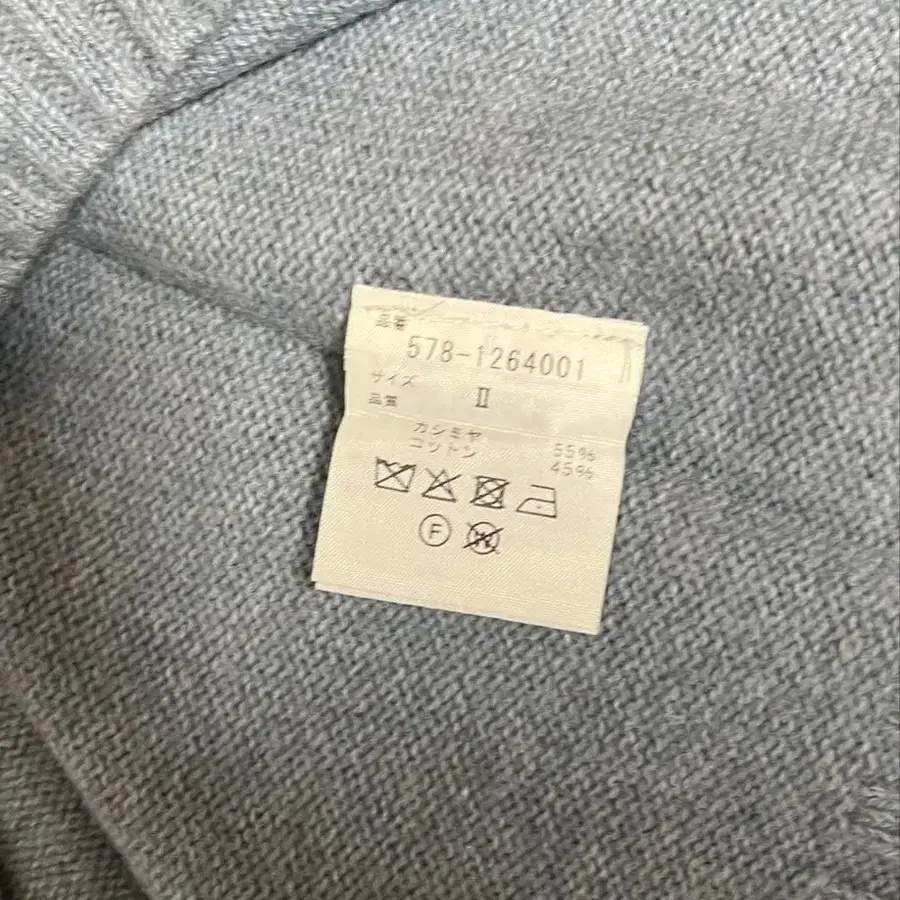 品番
578-1264001
サイズ II
品質
カシミヤ 55%
コットン 45%
F W